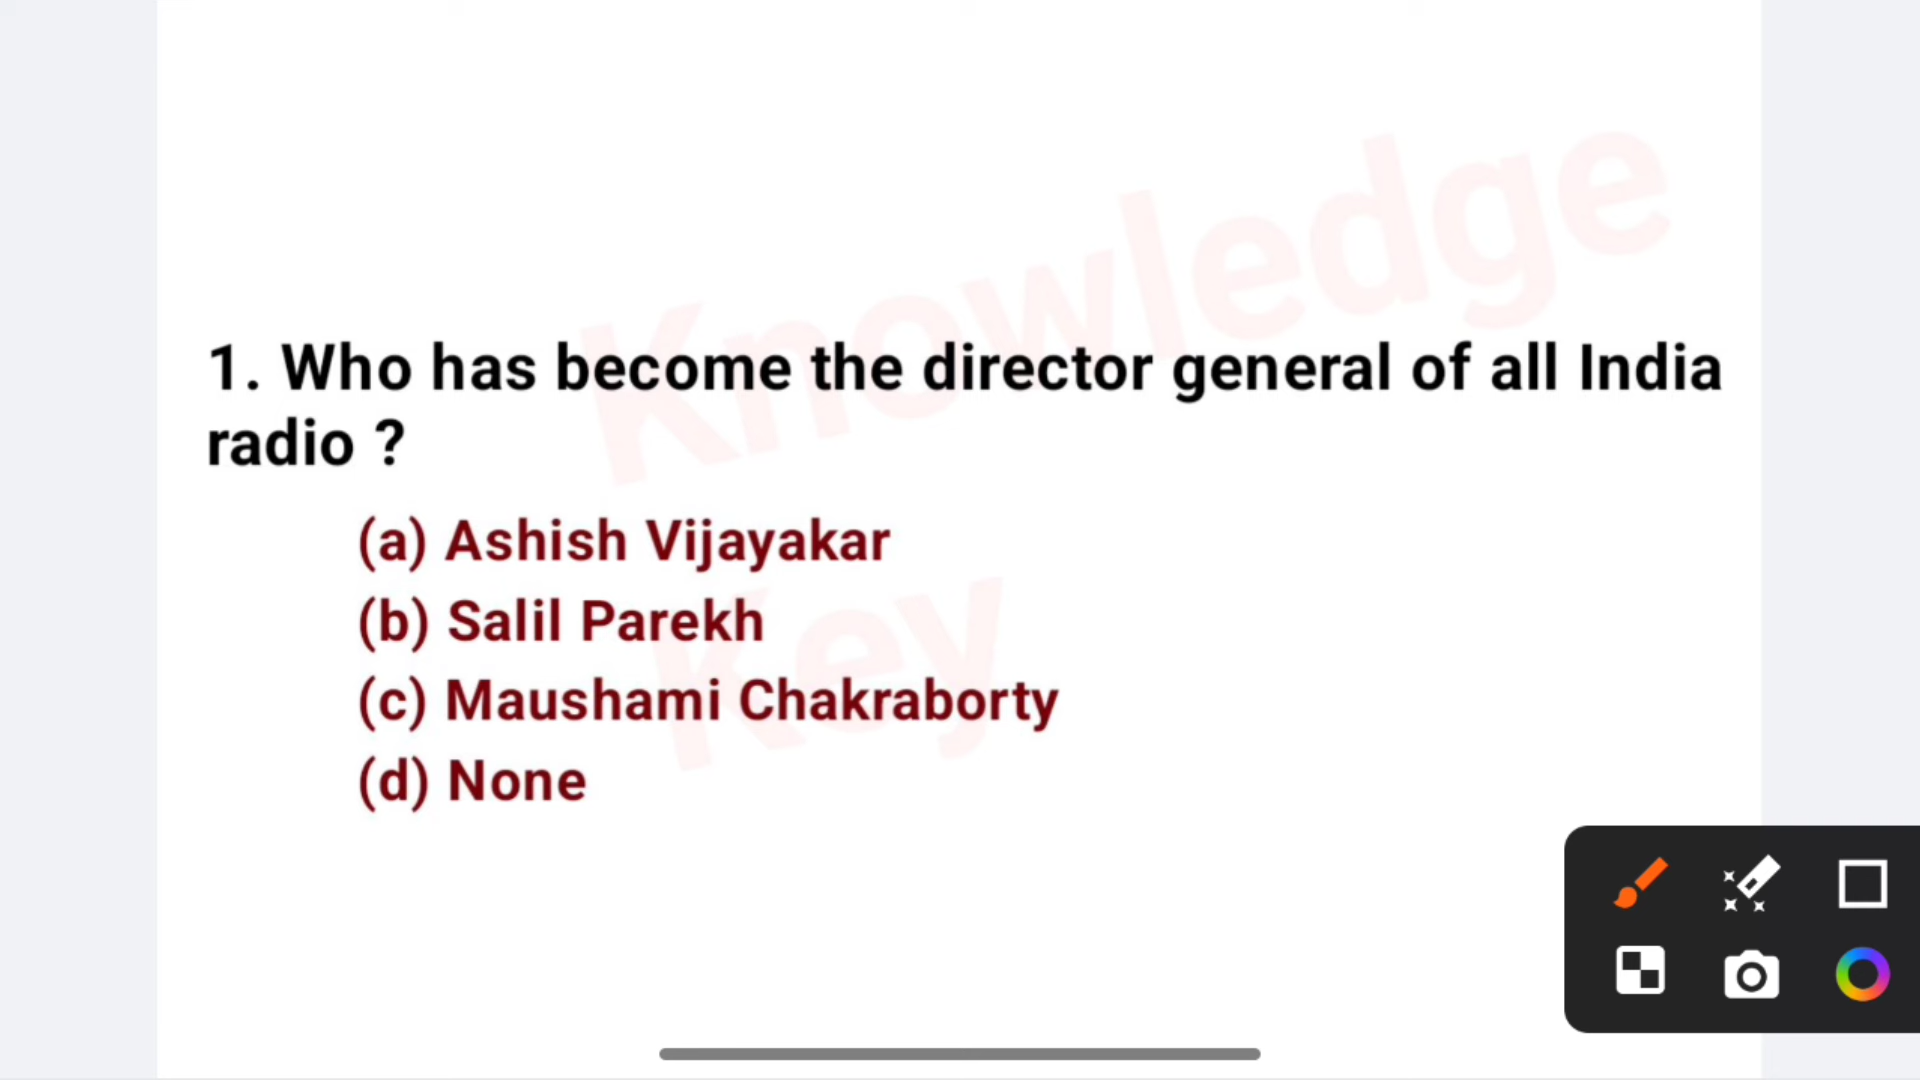 Knowledge
1. Who has become the director general of all India
radio ?
(a) Ashish Vijayakar
(b) Salil Parekh
Key
(c) Maushami Chakraborty
(d) None